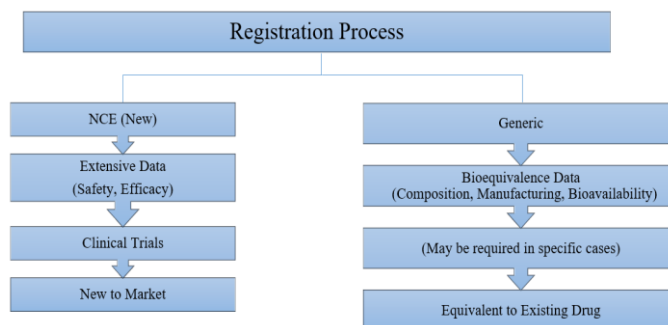 Registration Process
NCE (New)
Extensive Data
(Safety, Efficacy)
Clinical Trials
New to Market
Generic
Bioequivalence Data
(Composition, Manufacturing, Bioavailability)
(May be required in specific cases)
Equivalent to Existing Drug